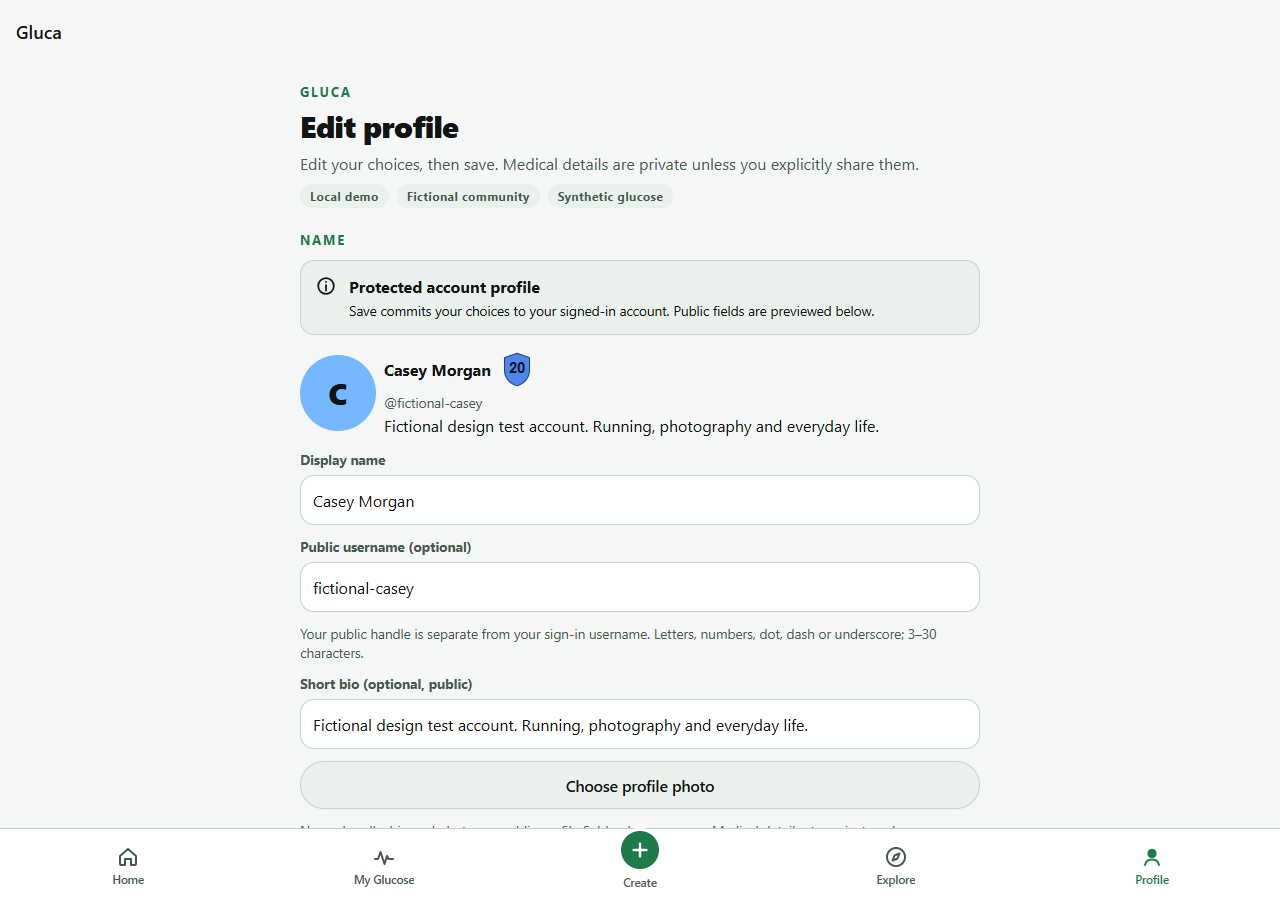 Gluca
GLUCA
Edit profile
Edit your choices, then save. Medical details are private unless you explicitly share them.
Local demo
Fictional community
Synthetic glucose
NAME
Protected account profile
Save commits your choices to your signed-in account. Public fields are previewed below.
C
Casey Morgan
20
@fictional-casey
Fictional design test account. Running, photography and everyday life.
Display name
Casey Morgan
Public username (optional)
fictional-casey
Your public handle is separate from your sign-in username. Letters, numbers, dot, dash or underscore; 3–30
characters.
Short bio (optional, public)
Fictional design test account. Running, photography and everyday life.
Choose profile photo
Home
My Glucose
Create
Explore
Profile